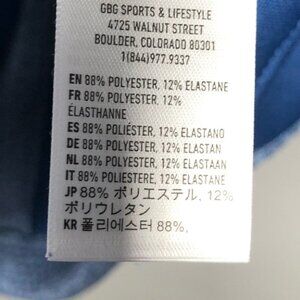 GBG SPORTS & LIFESTYLE
4725 WALNUT STREET
BOULDER, COLORADO 80301
1(844)977.9337
EN 88% POLYESTER, 12% ELASTANE
FR 88% POLYESTER, 12%
ÉLASTHANNE
ES 88% POLIÉSTER, 12% ELASTANO
DE 88% POLYESTER, 12% ELASTAN
NL 88% POLYESTER, 12% ELASTAAN
IT 88% POLIESTERE, 12% ELASTANE
JP 88% ポリエステル, 12%
ポリウレタン
KR 폴리에스터 88%,